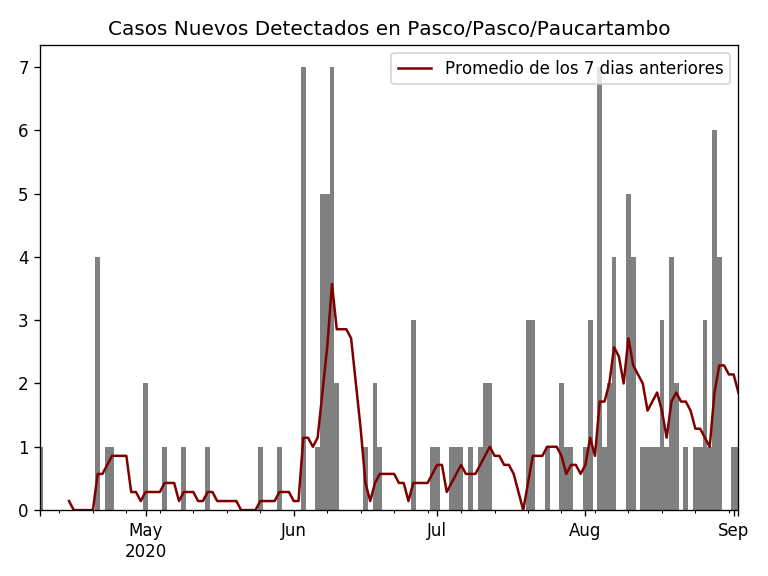 Casos Nuevos Detectados en Pasco/Pasco/Paucartambo
Promedio de los 7 dias anteriores
7
6
5
4
3
2
1
0
May
2020
Jun
Jul
Aug
Sep